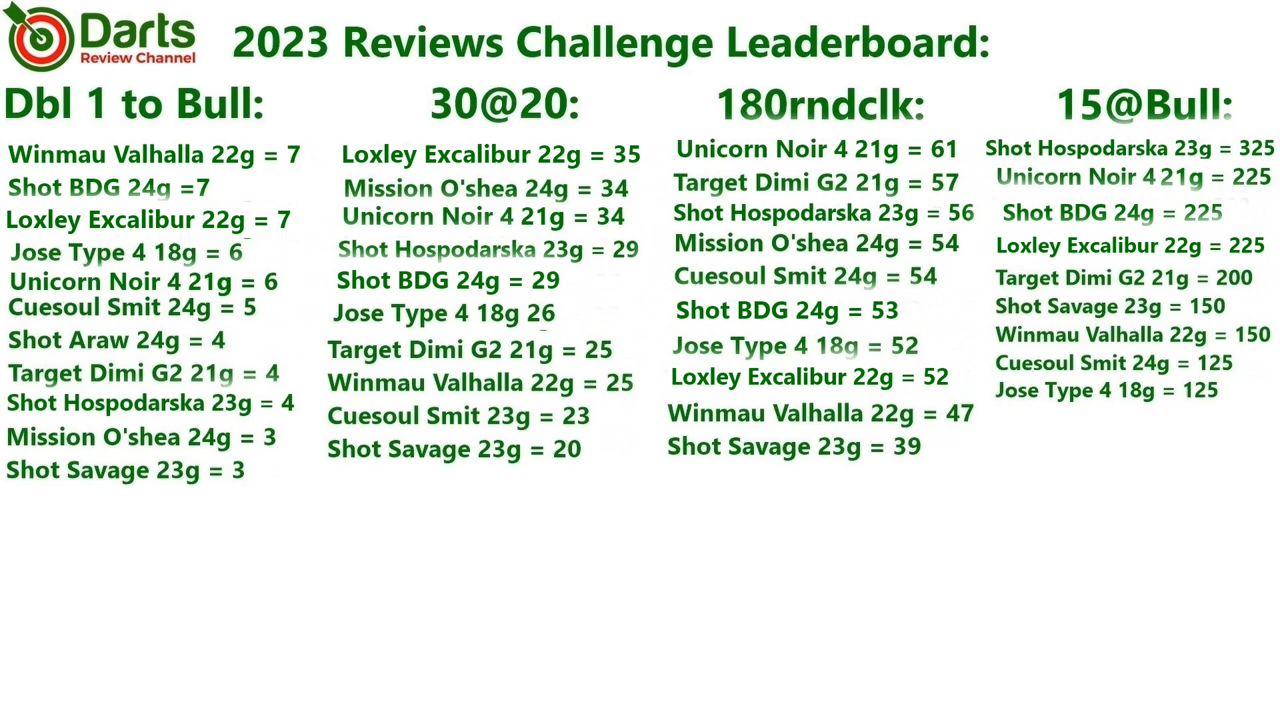 Darts
Review Channel
2023 Reviews Challenge Leaderboard:
Dbl 1 to Bull:
Winmau Valhalla 22g = 7
Shot BDG 24g =7
Loxley Excalibur 22g = 7
Jose Type 4 18g = 6
Unicorn Noir 4 21g = 6
Cuesoul Smit 24g = 5
Shot Araw 24g = 4
Target Dimi G2 21g = 4
Shot Hospodarska 23g = 4
Mission O'shea 24g = 3
Shot Savage 23g = 3
30@20:
Loxley Excalibur 22g = 35
Mission O'shea 24g = 34
Unicorn Noir 4 21g = 34
Shot Hospodarska 23g = 29
Shot BDG 24g = 29
Jose Type 4 18g 26
Target Dimi G2 21g = 25
Winmau Valhalla 22g = 25
Cuesoul Smit 23g = 23
Shot Savage 23g = 20
180rndclk:
Unicorn Noir 4 21g = 61
Target Dimi G2 21g = 57
Shot Hospodarska 23g = 56
Mission O'shea 24g = 54
Cuesoul Smit 24g = 54
Shot BDG 24g = 53
Jose Type 4 18g = 52
Loxley Excalibur 22g = 52
Winmau Valhalla 22g = 47
Shot Savage 23g = 39
15@Bull:
Shot Hospodarska 23g = 325
Unicorn Noir 4 21g = 225
Shot BDG 24g = 225
Loxley Excalibur 22g = 225
Target Dimi G2 21g = 200
Shot Savage 23g = 150
Winmau Valhalla 22g = 150
Cuesoul Smit 24g = 125
Jose Type 4 18g = 125